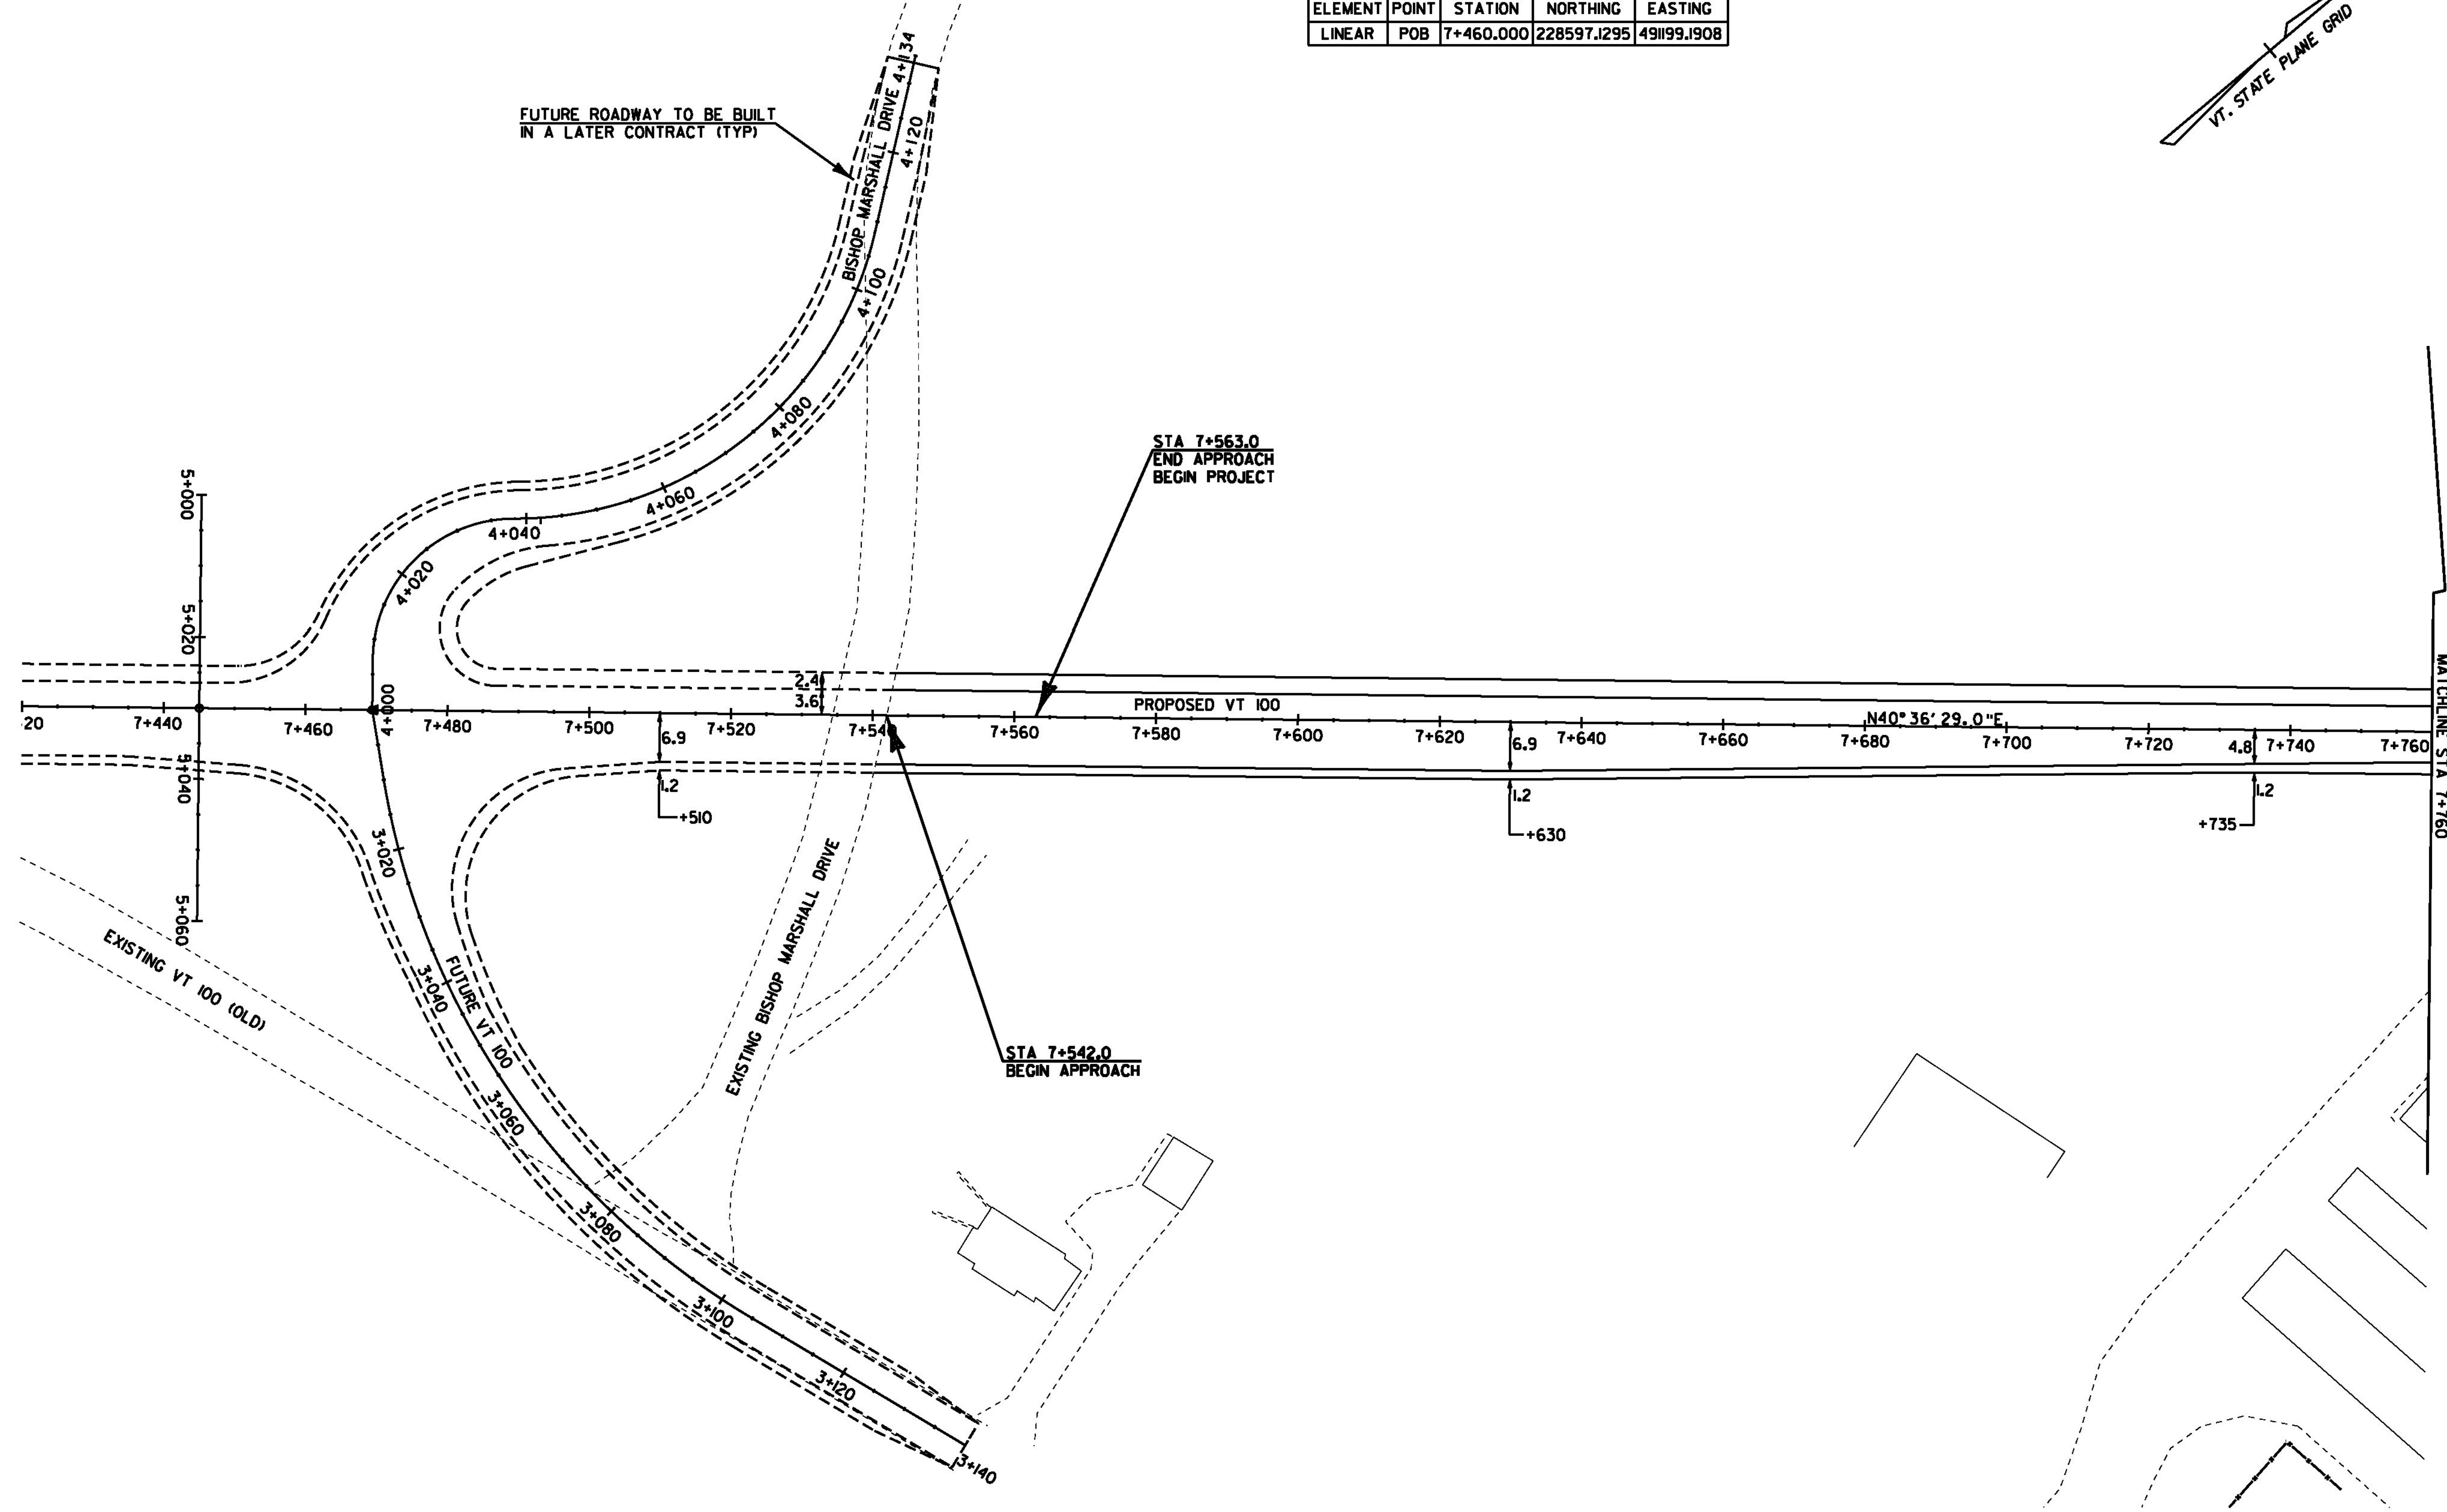 ELEMENT POINT STATION NORTHING EASTING
LINEAR POB 7+460.000 228597.1295 491199.1908
VT. STATE PLANE GRID
FUTURE ROADWAY TO BE BUILT
IN A LATER CONTRACT (TYP)
BISHOP MARSHALL DRIVE
4+134
4+120
4+100
4+080
4+060
4+040
4+020
4+000
STA 7+563.0
END APPROACH
BEGIN PROJECT
5+000
5+020
5+040
5+060
2.4
3.6
PROPOSED VT 100
N40°36'29.0"E
20
7+440
7+460
7+480
7+500
7+520
7+540
7+560
7+580
7+600
7+620
7+640
7+660
7+680
7+700
7+720
7+740
7+760
MATCHLINE STA 7+760
6.9
1.2
+510
6.9
1.2
+630
4.8
1.2
+735
EXISTING VT 100 (OLD)
EXISTING BISHOP MARSHALL DRIVE
FUTURE VT 100
3+020
3+040
3+060
3+080
3+100
3+120
3+140
STA 7+542.0
BEGIN APPROACH